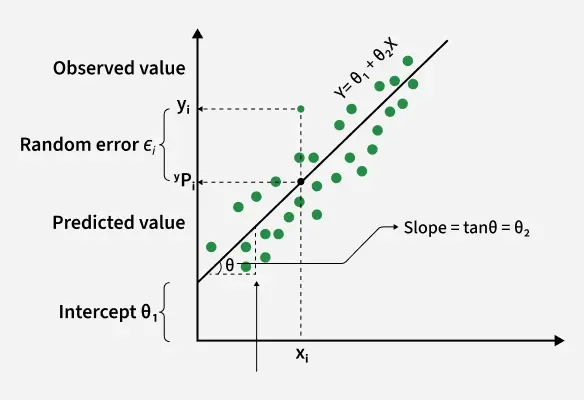 Observed value
yᵢ
Random error ϵᵢ
ʸPᵢ
Predicted value
Intercept θ₁
Y= θ₁ + θ₂X
θ
Slope = tanθ = θ₂
xᵢ